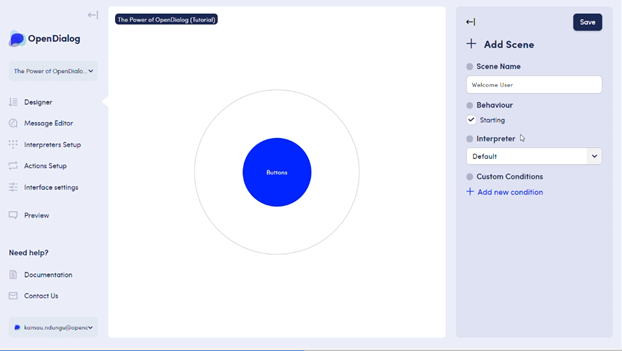 OpenDialog
The Power of OpenDialo...
Designer
Message Editor
Interpreters Setup
Actions Setup
Interface settings
Preview
Need help?
Documentation
Contact Us
kamau.ndungu@openc
The Power of OpenDialog (Tutorial)
Buttons
Save
Add Scene
Scene Name
Welcome User
Behaviour
Starting
Interpreter
Default
Custom Conditions
Add new condition